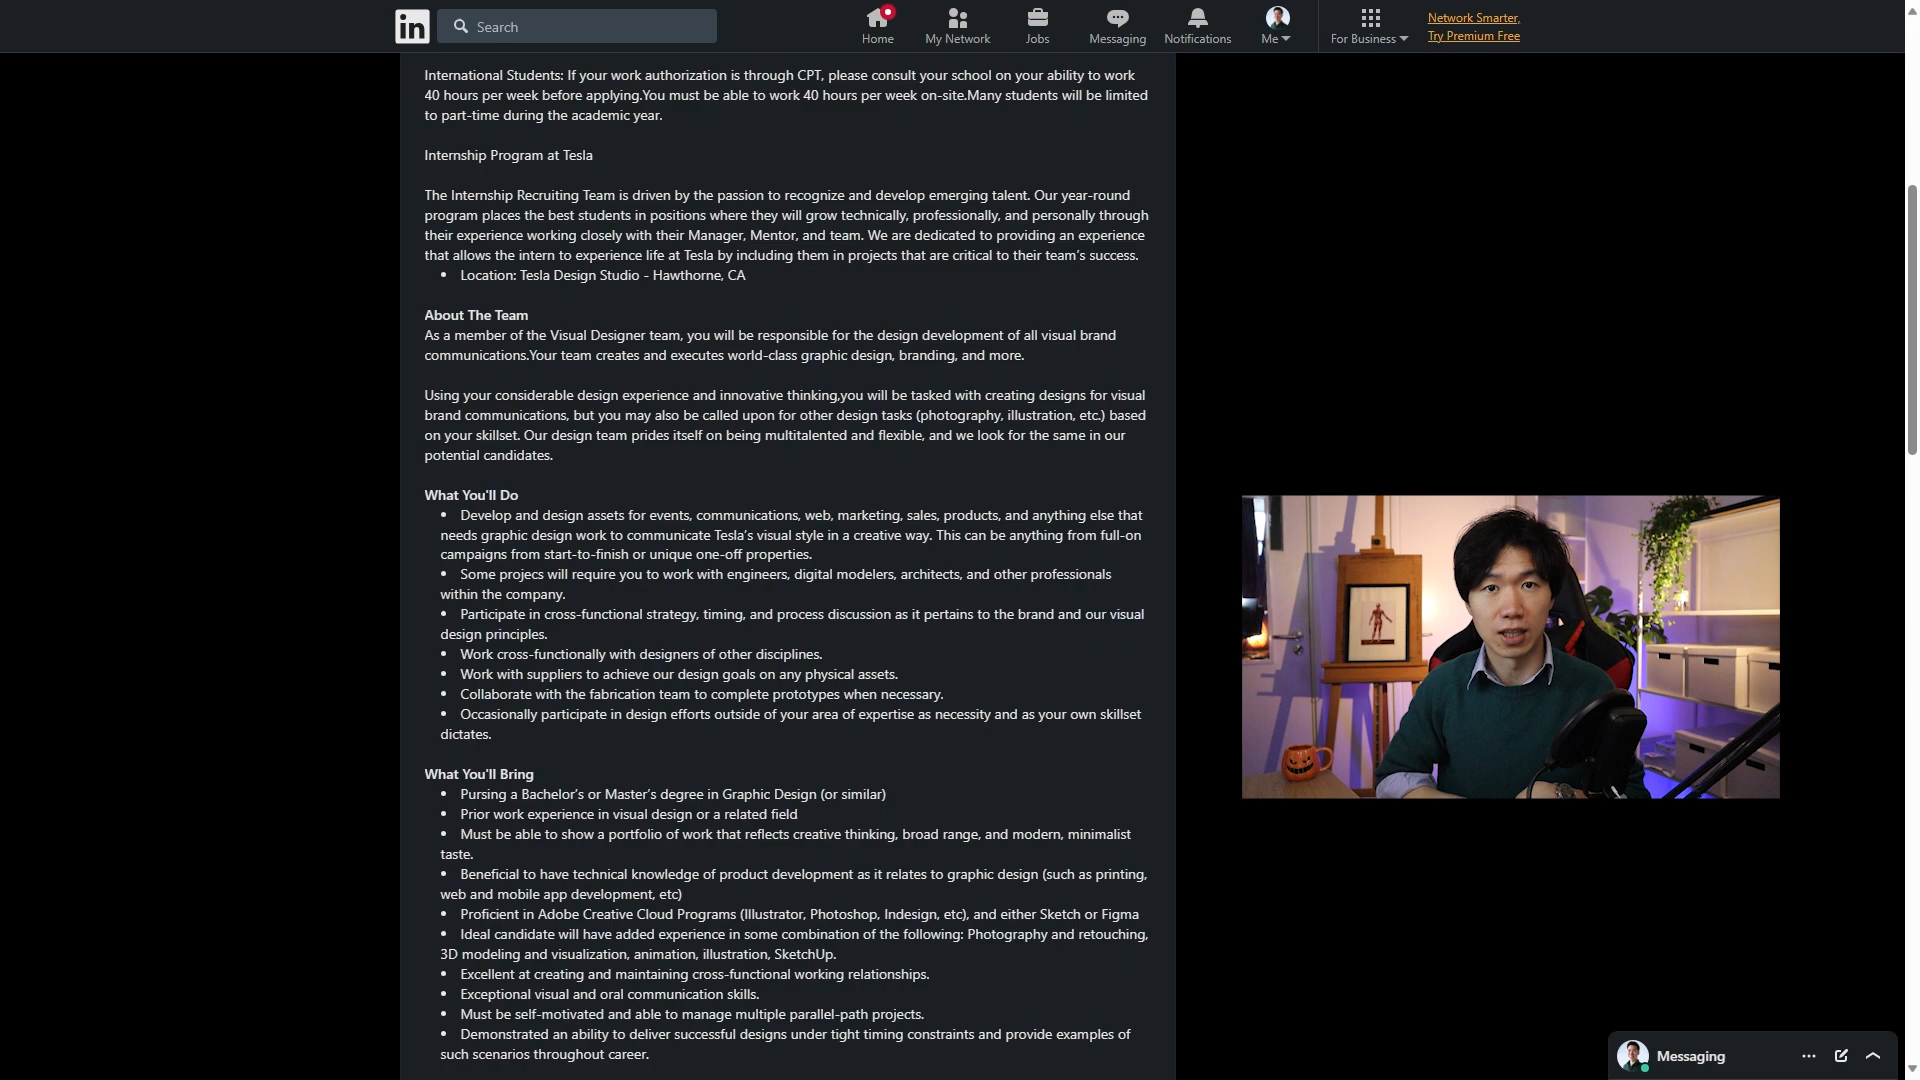 in
Search
Home
My Network
Jobs
Messaging
Notifications
Me
For Business
Network Smarter,
Try Premium Free
International Students: If your work authorization is through CPT, please consult your school on your ability to work
40 hours per week before applying.You must be able to work 40 hours per week on-site.Many students will be limited
to part-time during the academic year.
Internship Program at Tesla
The Internship Recruiting Team is driven by the passion to recognize and develop emerging talent. Our year-round
program places the best students in positions where they will grow technically, professionally, and personally through
their experience working closely with their Manager, Mentor, and team. We are dedicated to providing an experience
that allows the intern to experience life at Tesla by including them in projects that are critical to their team's success.
• Location: Tesla Design Studio - Hawthorne, CA
About The Team
As a member of the Visual Designer team, you will be responsible for the design development of all visual brand
communications.Your team creates and executes world-class graphic design, branding, and more.
Using your considerable design experience and innovative thinking,you will be tasked with creating designs for visual
brand communications, but you may also be called upon for other design tasks (photography, illustration, etc.) based
on your skillset. Our design team prides itself on being multitalented and flexible, and we look for the same in our
potential candidates.
What You'll Do
• Develop and design assets for events, communications, web, marketing, sales, products, and anything else that
needs graphic design work to communicate Tesla's visual style in a creative way. This can be anything from full-on
campaigns from start-to-finish or unique one-off properties.
• Some projecs will require you to work with engineers, digital modelers, architects, and other professionals
within the company.
• Participate in cross-functional strategy, timing, and process discussion as it pertains to the brand and our visual
design principles.
• Work cross-functionally with designers of other disciplines.
• Work with suppliers to achieve our design goals on any physical assets.
• Collaborate with the fabrication team to complete prototypes when necessary.
• Occasionally participate in design efforts outside of your area of expertise as necessity and as your own skillset
dictates.
What You'll Bring
• Pursing a Bachelor's or Master's degree in Graphic Design (or similar)
• Prior work experience in visual design or a related field
• Must be able to show a portfolio of work that reflects creative thinking, broad range, and modern, minimalist
taste.
• Beneficial to have technical knowledge of product development as it relates to graphic design (such as printing,
web and mobile app development, etc)
• Proficient in Adobe Creative Cloud Programs (Illustrator, Photoshop, Indesign, etc), and either Sketch or Figma
• Ideal candidate will have added experience in some combination of the following: Photography and retouching,
3D modeling and visualization, animation, illustration, SketchUp.
• Excellent at creating and maintaining cross-functional working relationships.
• Exceptional visual and oral communication skills.
• Must be self-motivated and able to manage multiple parallel-path projects.
• Demonstrated an ability to deliver successful designs under tight timing constraints and provide examples of
such scenarios throughout career.
Messaging